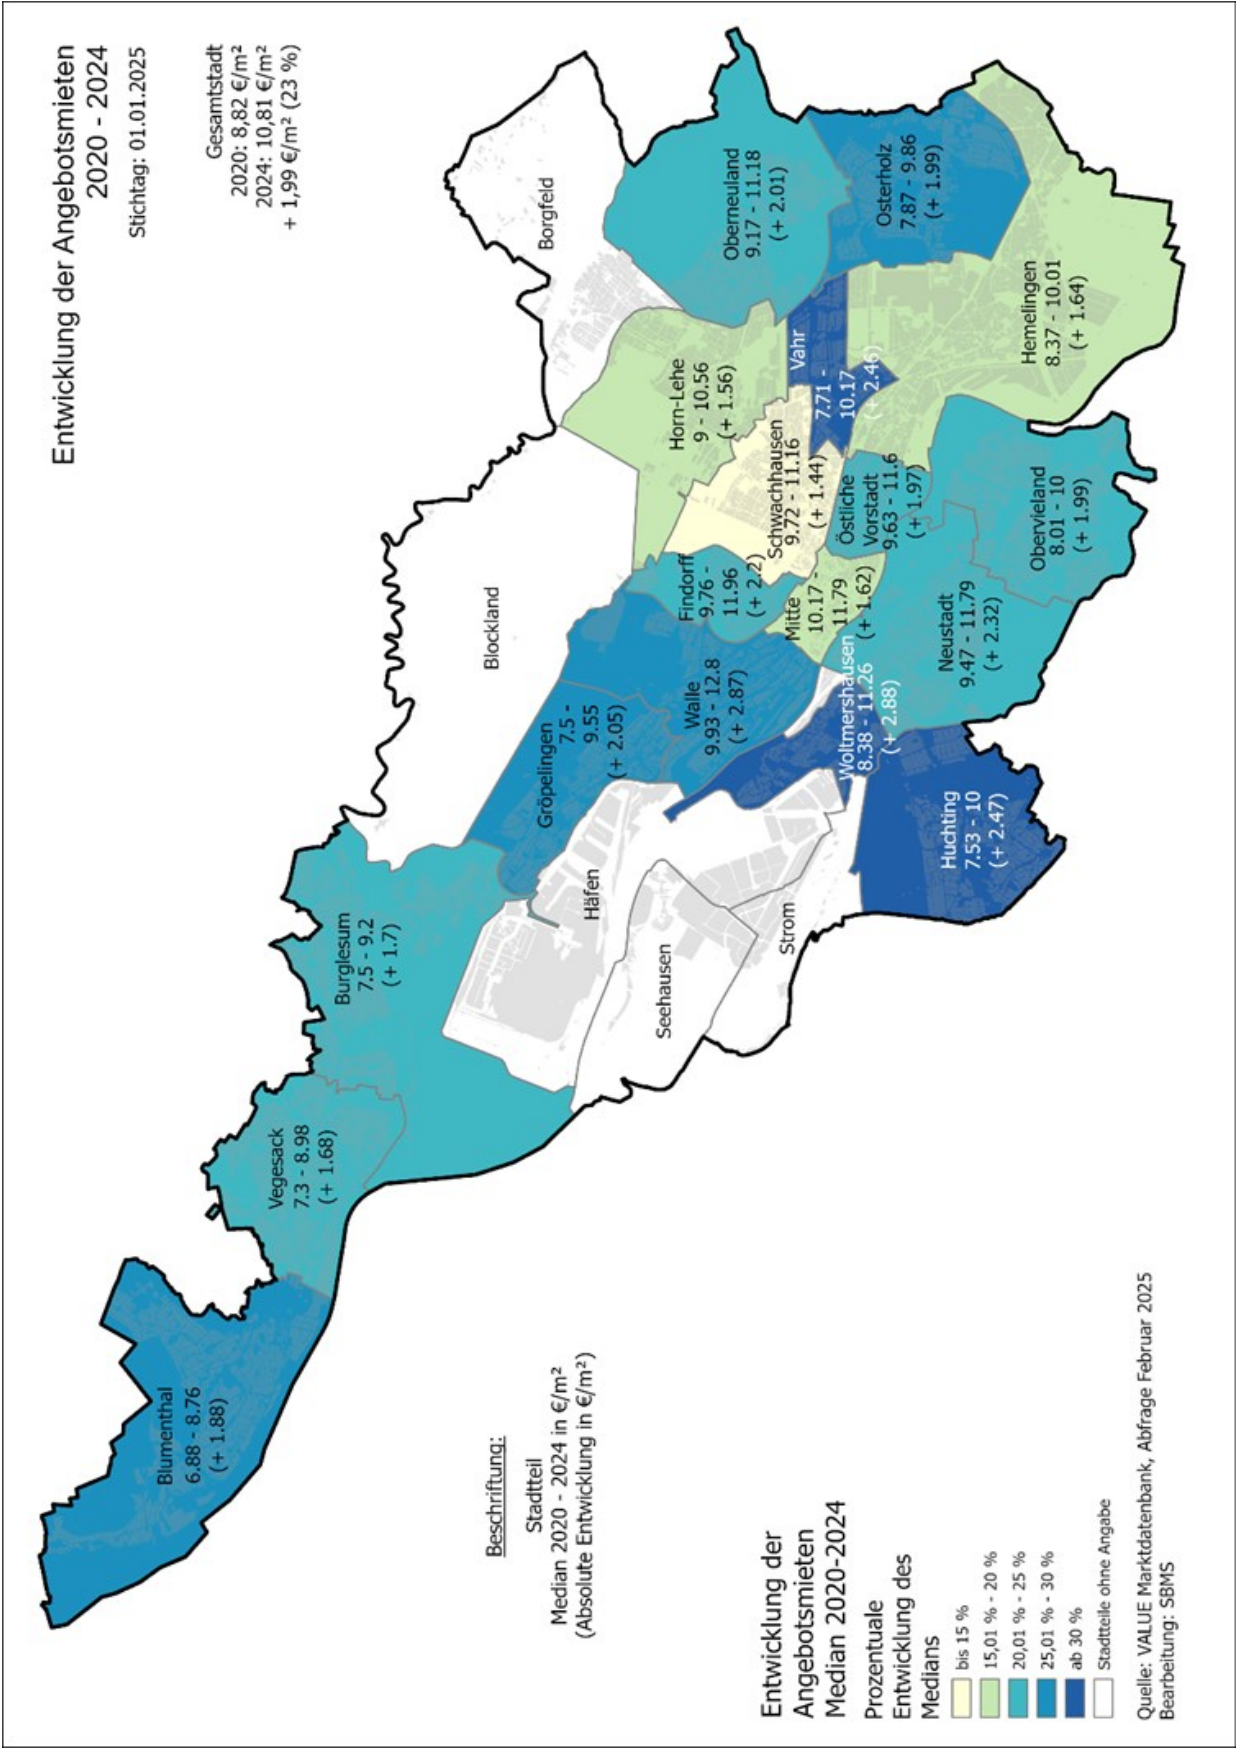 Entwicklung der Angebotsmieten
2020 - 2024
Stichtag: 01.01.2025
Gesamtstadt
2020: 8,82 €/m²
2024: 10,81 €/m²
+ 1,99 €/m² (23 %)
Blumenthal
6.88 - 8.76
(+ 1.88)
Vegesack
7.3 - 8.98
(+ 1.68)
Burglesum
7.5 - 9.2
(+ 1.7)
Blockland
Borgfeld
Gröpelingen
7.5 -
9.55
(+ 2.05)
Häfen
Seehausen
Strom
Walle
9.93 - 12.8
(+ 2.87)
Findorff
9.76 -
11.96
(+ 2.2)
Horn-Lehe
9 - 10.56
(+ 1.56)
Oberneuland
9.17 - 11.18
(+ 2.01)
Schwachhausen
9.72 - 11.16
(+ 1.44)
Vahr
7.71 -
10.17
(+ 2.46)
Osterholz
7.87 - 9.86
(+ 1.99)
Mitte
10.17 -
11.79
(+ 1.62)
Östliche
Vorstadt
9.63 - 11.6
(+ 1.97)
Hemelingen
8.37 - 10.01
(+ 1.64)
Woltmershausen
8.38 - 11.26
(+ 2.88)
Neustadt
9.47 - 11.79
(+ 2.32)
Obervieland
8.01 - 10
(+ 1.99)
Huchting
7.53 - 10
(+ 2.47)
Beschriftung:
Stadtteil
Median 2020 - 2024 in €/m²
(Absolute Entwicklung in €/m²)
Entwicklung der
Angebotsmieten
Median 2020-2024
Prozentuale
Entwicklung des
Medians
bis 15 %
15,01 % - 20 %
20,01 % - 25 %
25,01 % - 30 %
ab 30 %
Stadtteile ohne Angabe
Quelle: VALUE Marktdatenbank, Abfrage Februar 2025
Bearbeitung: SBMS